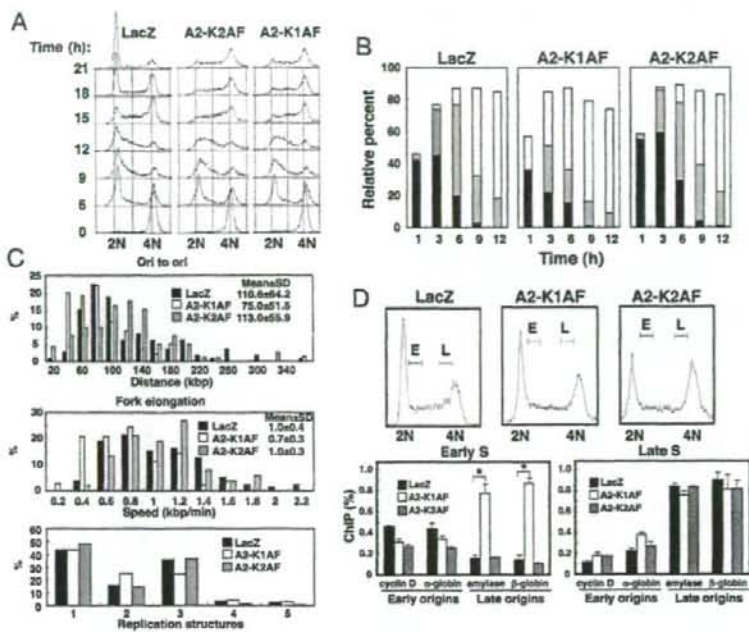 A
LacZ A2-K2AF A2-K1AF
Time (h):
21
18
15
12
9
6
0
2N 4N 2N 4N 2N 4N
B
LacZ A2-K1AF A2-K2AF
Relative percent
100
80
60
40
20
0
1 3 6 9 12 1 3 6 9 12 1 3 6 9 12
Time (h)
C
Ori to ori
Mean±SD
LacZ 110.6±64.2
A2-K1AF 75.0±51.5
A2-K2AF 113.0±55.9
%
20
15
10
5
0
20 60 100 140 180 220 260 300 340
Distance (kbp)
Fork elongation
Mean±SD
LacZ 1.0±0.4
A2-K1AF 0.7±0.3
A2-K2AF 1.0±0.3
%
30
20
10
0
0.2 0.4 0.6 0.8 1 1.2 1.4 1.6 1.8 2 2.2
Speed (kbp/min)
LacZ
A2-K1AF
A2-K2AF
%
60
50
40
30
20
10
0
1 2 3 4 5
Replication structures
D
LacZ A2-K1AF A2-K2AF
E L E L E L
2N 4N 2N 4N 2N 4N
Early S Late S
ChIP (%)
LacZ
A2-K1AF
A2-K2AF
* *
1.0
0.8
0.6
0.4
0.2
0
cyclin D α-globin amylase β-globin
Early origins Late origins
LacZ
A2-K1AF
A2-K2AF
1.0
0.8
0.6
0.4
0.2
0
cyclin D α-globin amylase β-globin
Early origins Late origins